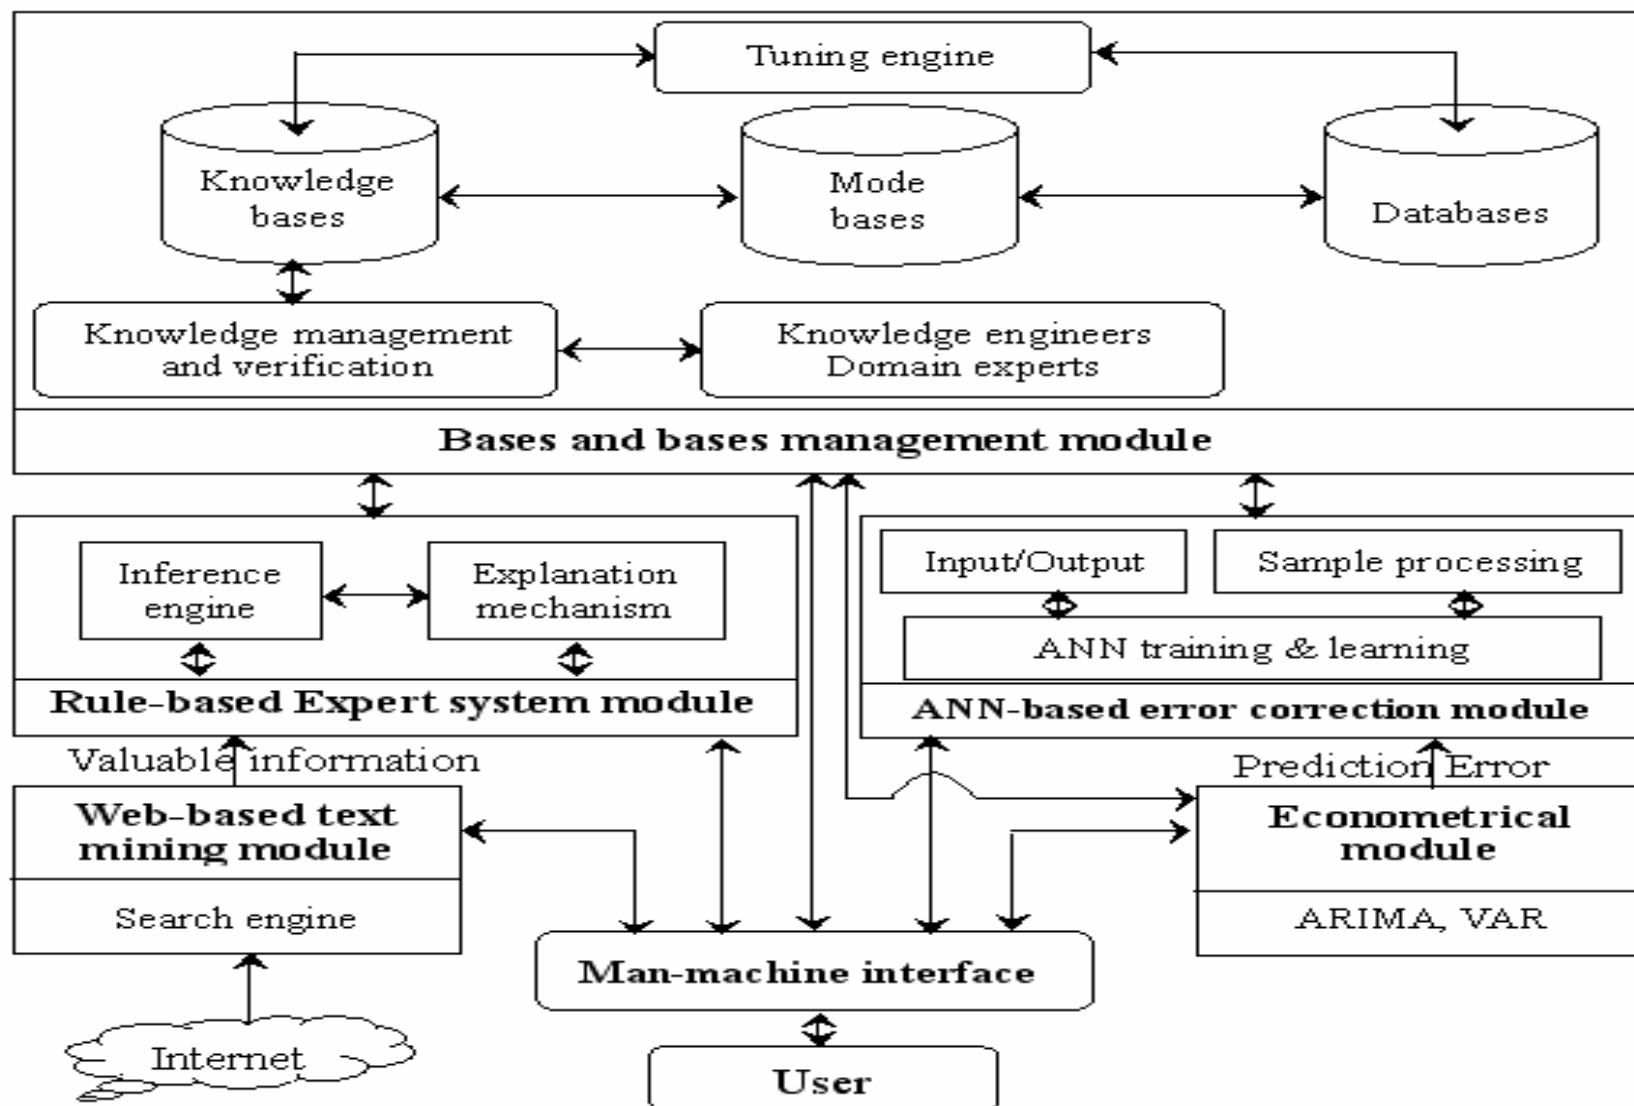 Tuning engine
Knowledge
bases
Mode
bases
Databases
Knowledge management
and verification
Knowledge engineers
Domain experts
Bases and bases management module
Inference
engine
Explanation
mechanism
Input/Output
Sample processing
ANN training & learning
Rule-based Expert system module
ANN-based error correction module
Valuable information
Prediction Error
Web-based text
mining module
Search engine
Econometrical
module
ARIMA, VAR
Man-machine interface
Internet
User